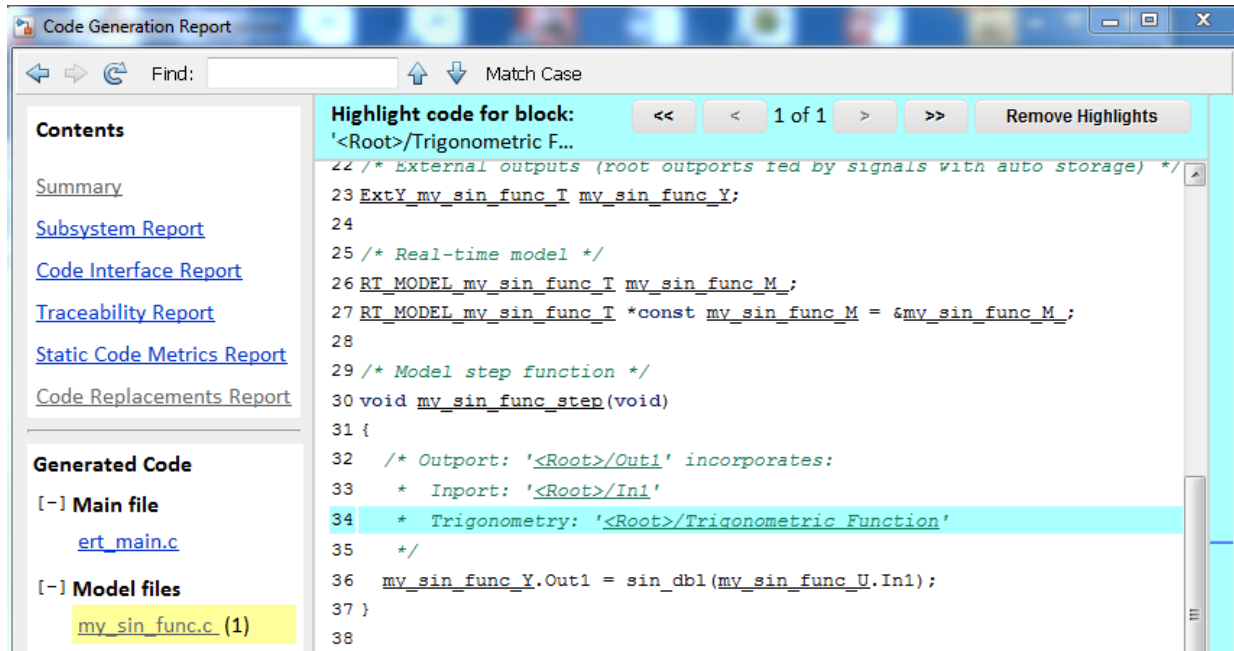 Code Generation Report
Find: Match Case
Contents
Summary
Subsystem Report
Code Interface Report
Traceability Report
Static Code Metrics Report
Code Replacements Report
Generated Code
[-] Main file
ert_main.c
[-] Model files
my_sin_func.c (1)
Highlight code for block:
'<Root>/Trigonometric F...
<< < 1 of 1 > >> Remove Highlights
22 /* External outputs (root outports fed by signals with auto storage) */
23 ExtY_my_sin_func_T my_sin_func_Y;
24
25 /* Real-time model */
26 RT_MODEL_my_sin_func_T my_sin_func_M_;
27 RT_MODEL_my_sin_func_T *const my_sin_func_M = &my_sin_func_M_;
28
29 /* Model step function */
30 void my_sin_func_step(void)
31 {
32   /* Outport: '<Root>/Out1' incorporates:
33    *  Inport: '<Root>/In1'
34    *  Trigonometry: '<Root>/Trigonometric Function'
35    */
36   my_sin_func_Y.Out1 = sin_dbl(my_sin_func_U.In1);
37 }
38